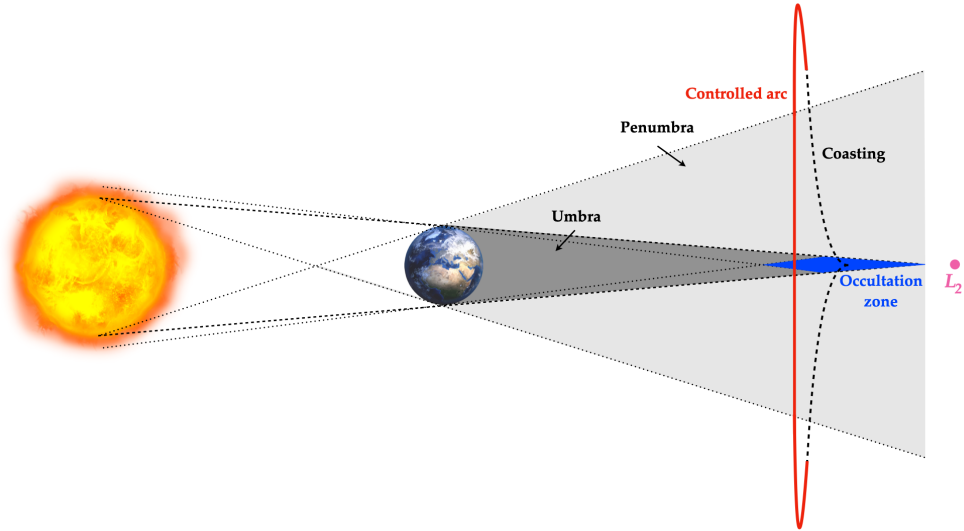 Controlled arc
Penumbra
Coasting
Umbra
Occultation
zone
L2